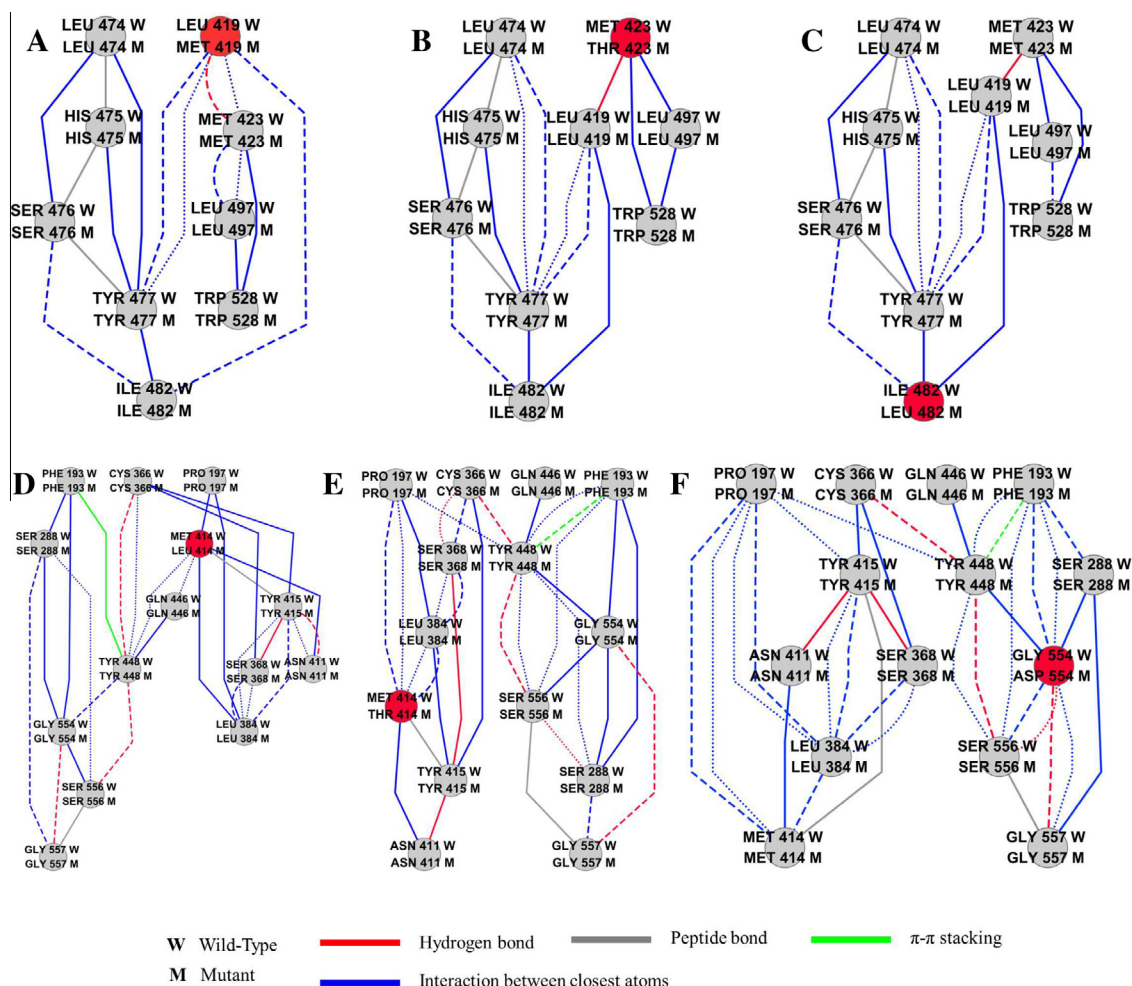 A
LEU 474 W
LEU 474 M
LEU 419 W
MET 419 M
HIS 475 W
HIS 475 M
MET 423 W
MET 423 M
SER 476 W
SER 476 M
LEU 497 W
LEU 497 M
TYR 477 W
TYR 477 M
TRP 528 W
TRP 528 M
ILE 482 W
ILE 482 M
B
LEU 474 W
LEU 474 M
MET 423 W
THR 423 M
HIS 475 W
HIS 475 M
LEU 419 W
LEU 419 M
LEU 497 W
LEU 497 M
SER 476 W
SER 476 M
TRP 528 W
TRP 528 M
TYR 477 W
TYR 477 M
ILE 482 W
ILE 482 M
C
LEU 474 W
LEU 474 M
MET 423 W
MET 423 M
LEU 419 W
LEU 419 M
HIS 475 W
HIS 475 M
LEU 497 W
LEU 497 M
SER 476 W
SER 476 M
TRP 528 W
TRP 528 M
TYR 477 W
TYR 477 M
ILE 482 W
LEU 482 M
D
PHE 193 W
PHE 193 M
CYS 366 W
CYS 366 M
PRO 197 W
PRO 197 M
SER 288 W
SER 288 M
MET 414 W
LEU 414 M
GLN 446 W
GLN 446 M
TYR 415 W
TYR 415 M
TYR 448 W
TYR 448 M
SER 368 W
SER 368 M
ASN 411 W
ASN 411 M
GLY 554 W
GLY 554 M
LEU 384 W
LEU 384 M
SER 556 W
SER 556 M
GLY 557 W
GLY 557 M
E
PRO 197 W
PRO 197 M
CYS 366 W
CYS 366 M
GLN 446 W
GLN 446 M
PHE 193 W
PHE 193 M
SER 368 W
SER 368 M
TYR 448 W
TYR 448 M
LEU 384 W
LEU 384 M
GLY 554 W
GLY 554 M
MET 414 W
THR 414 M
SER 556 W
SER 556 M
TYR 415 W
TYR 415 M
SER 288 W
SER 288 M
ASN 411 W
ASN 411 M
GLY 557 W
GLY 557 M
F
PRO 197 W
PRO 197 M
CYS 366 W
CYS 366 M
GLN 446 W
GLN 446 M
PHE 193 W
PHE 193 M
TYR 415 W
TYR 415 M
TYR 448 W
TYR 448 M
SER 288 W
SER 288 M
ASN 411 W
ASN 411 M
SER 368 W
SER 368 M
GLY 554 W
ASP 554 M
LEU 384 W
LEU 384 M
SER 556 W
SER 556 M
MET 414 W
MET 414 M
GLY 557 W
GLY 557 M
W Wild-Type
Hydrogen bond
Peptide bond
π-π stacking
M Mutant
Interaction between closest atoms